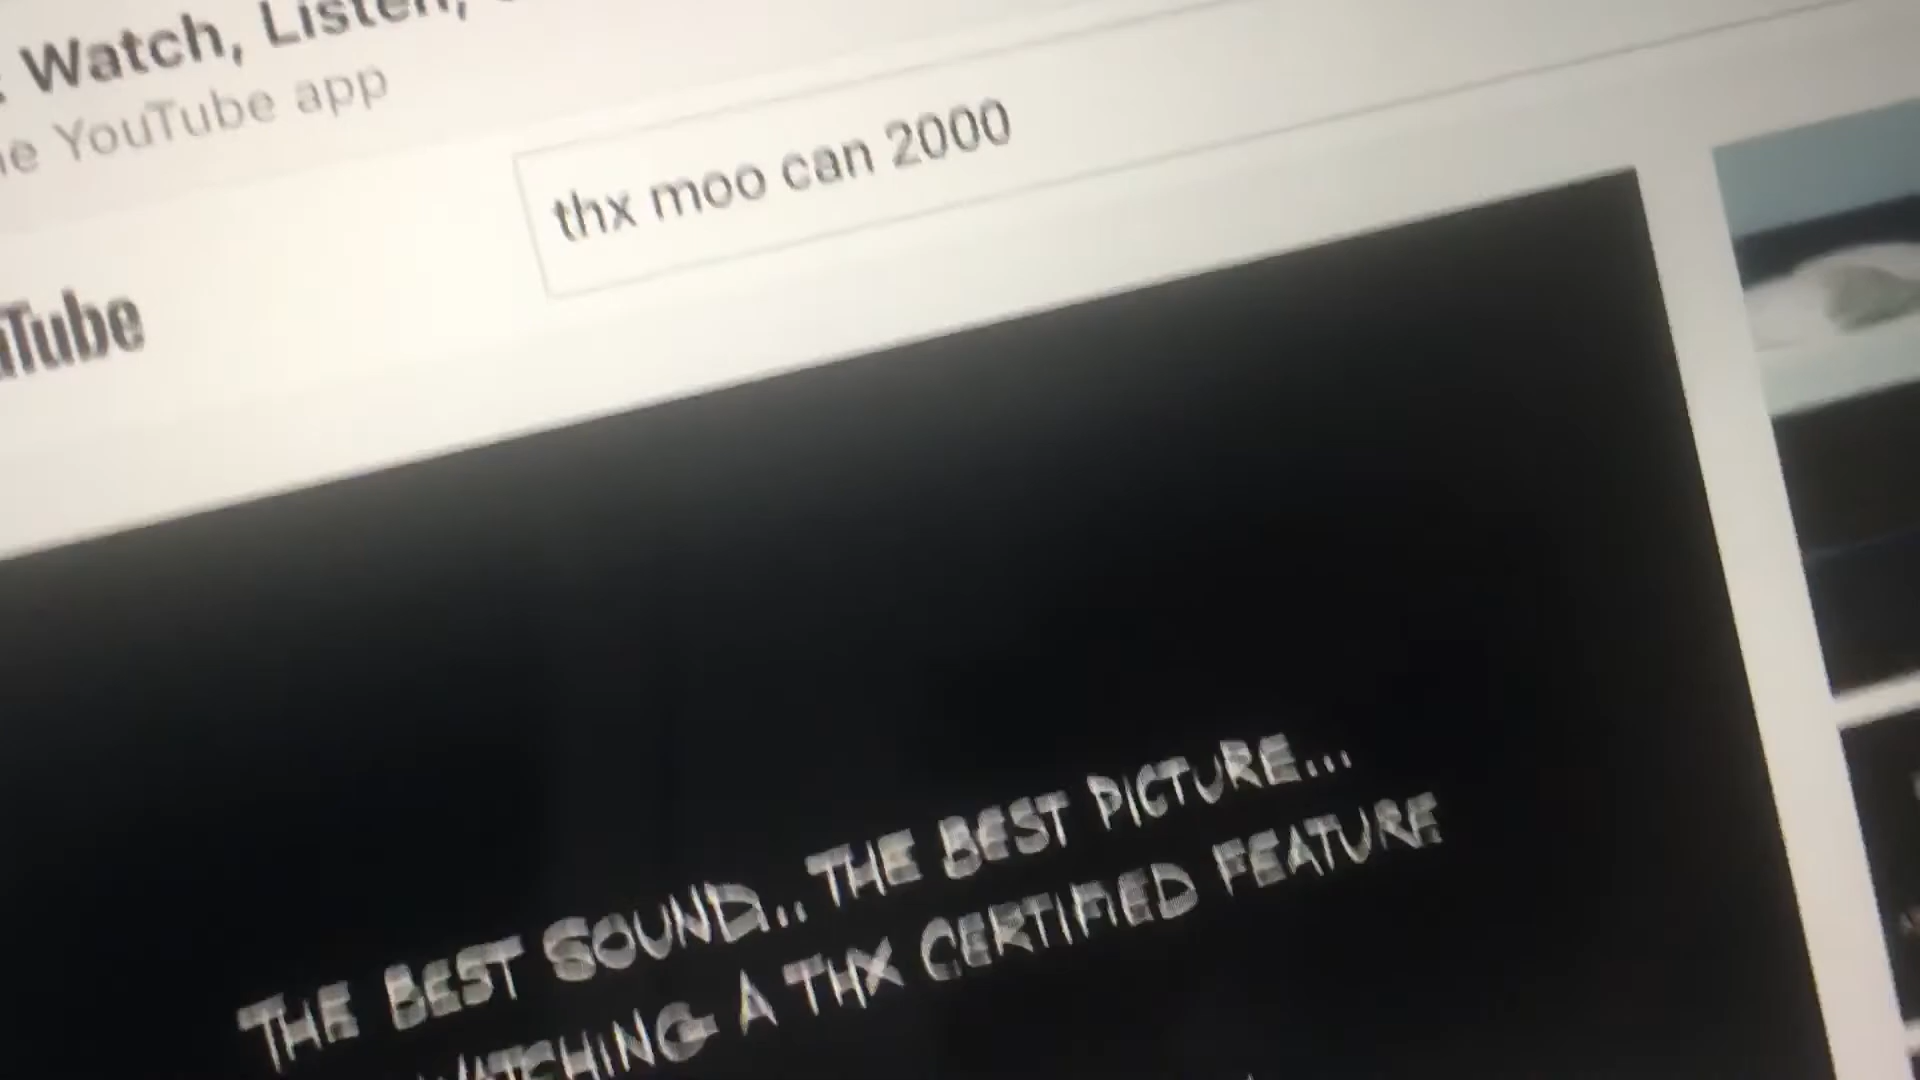 Watch, Listen,
YouTube app
thx moo can 2000
Tube
THE BEST SOUND.. THE BEST PICTURE...
A THX CERTIFIED FEATURE